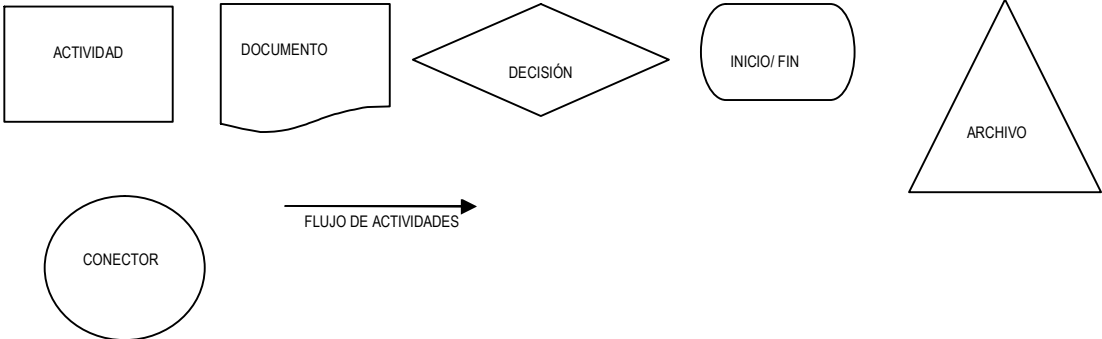 ACTIVIDAD
DOCUMENTO
DECISIÓN
INICIO/ FIN
ARCHIVO
CONECTOR
FLUJO DE ACTIVIDADES